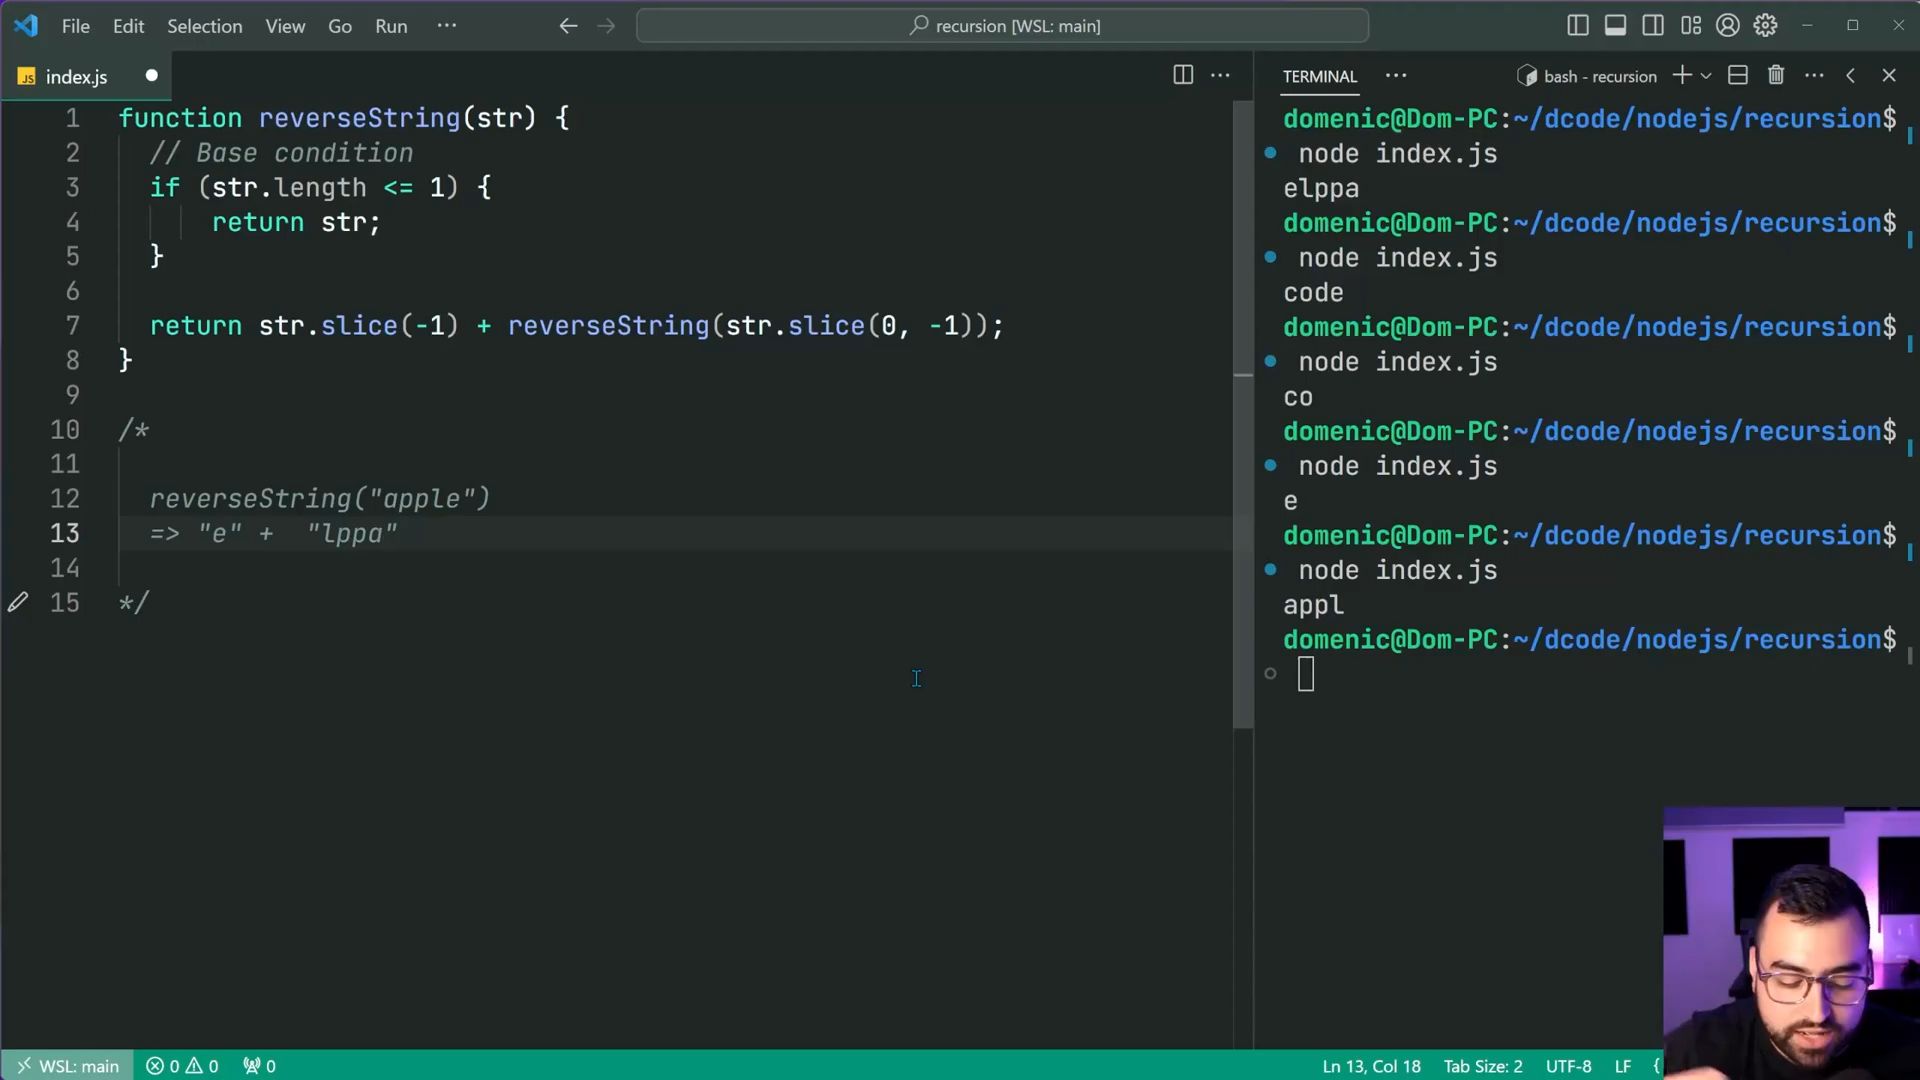 File Edit Selection View Go Run ··· recursion [WSL: main]
JS index.js
TERMINAL ··· bash - recursion
1 function reverseString(str) {
2 // Base condition
3 if (str.length <= 1) {
4 return str;
5 }
6
7 return str.slice(-1) + reverseString(str.slice(0, -1));
8 }
9
10 /*
11
12 reverseString("apple")
13 => "e" +  "lppa"
14
15 */
domenic@Dom-PC:~/dcode/nodejs/recursion$
node index.js
elppa
domenic@Dom-PC:~/dcode/nodejs/recursion$
node index.js
code
domenic@Dom-PC:~/dcode/nodejs/recursion$
node index.js
co
domenic@Dom-PC:~/dcode/nodejs/recursion$
node index.js
e
domenic@Dom-PC:~/dcode/nodejs/recursion$
node index.js
appl
domenic@Dom-PC:~/dcode/nodejs/recursion$
WSL: main 0 0 0 Ln 13, Col 18 Tab Size: 2 UTF-8 LF {